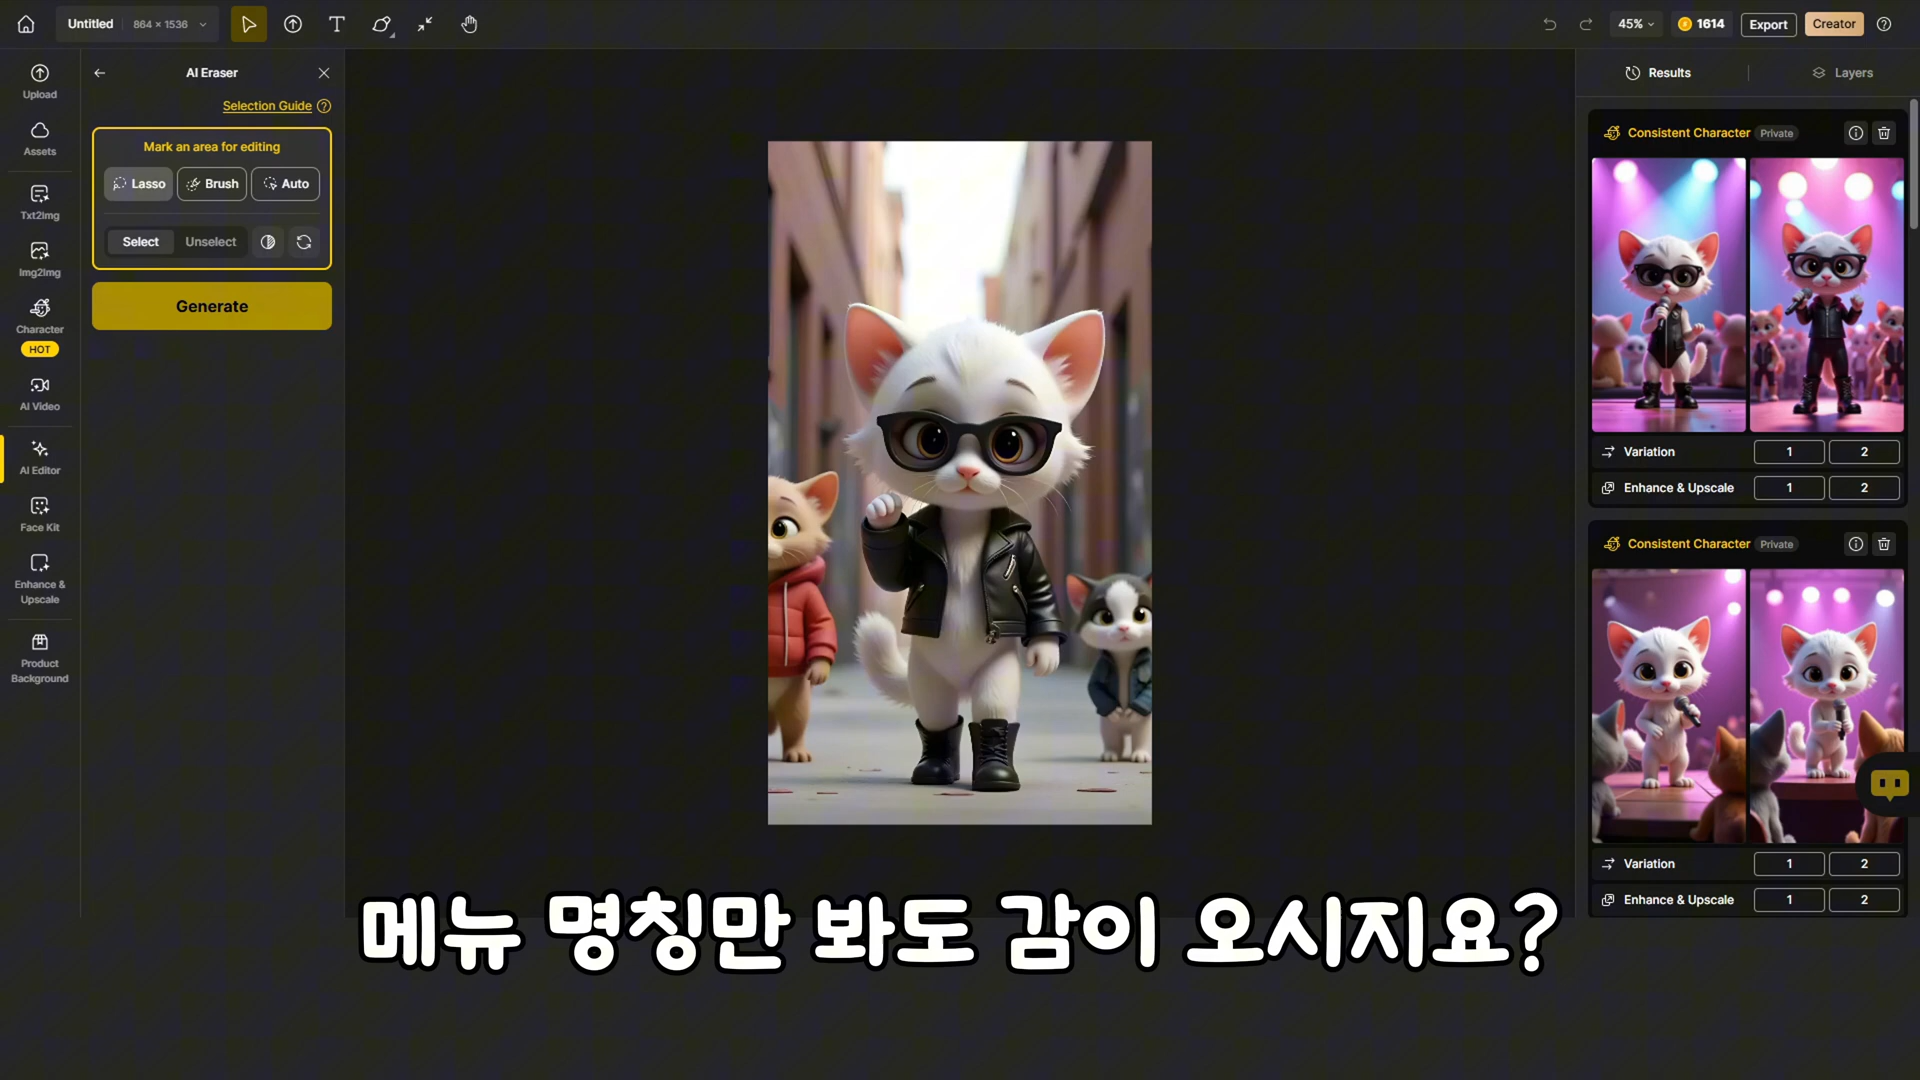 Untitled 864 × 1536
T
45%
1614
Export
Creator
Upload
Assets
Txt2Img
Img2Img
Character
HOT
AI Video
AI Editor
Face Kit
Enhance &
Upscale
Product
Background
AI Eraser
Selection Guide
Mark an area for editing
Lasso Brush Auto
Select Unselect
Generate
Results Layers
Consistent Character Private
Variation 1 2
Enhance & Upscale 1 2
Consistent Character Private
Variation 1 2
Enhance & Upscale 1 2
메뉴 명칭만 봐도 감이 오시지요?